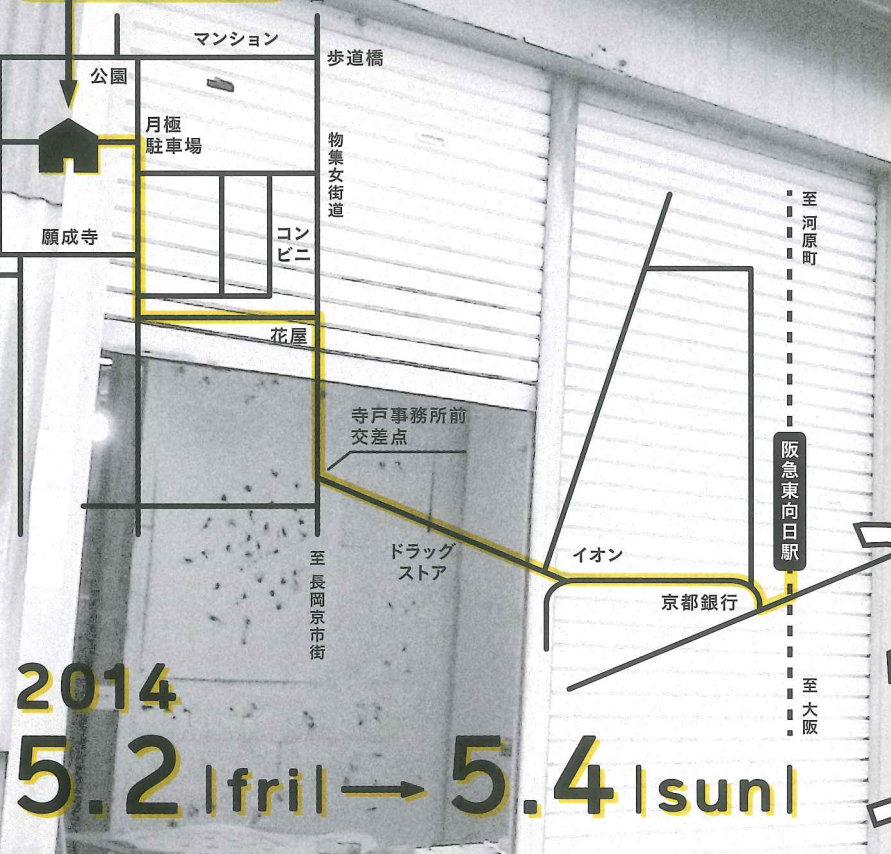 マンション
歩道橋
公園
月極
駐車場
物集女街道
至 河原町
願成寺
コン
ビニ
花屋
寺戸事務所前
交差点
阪急東向日駅
ドラッグ
ストア
イオン
京都銀行
至 長岡京市街
至 大阪
2014
5.2|fri|→5.4|sun|